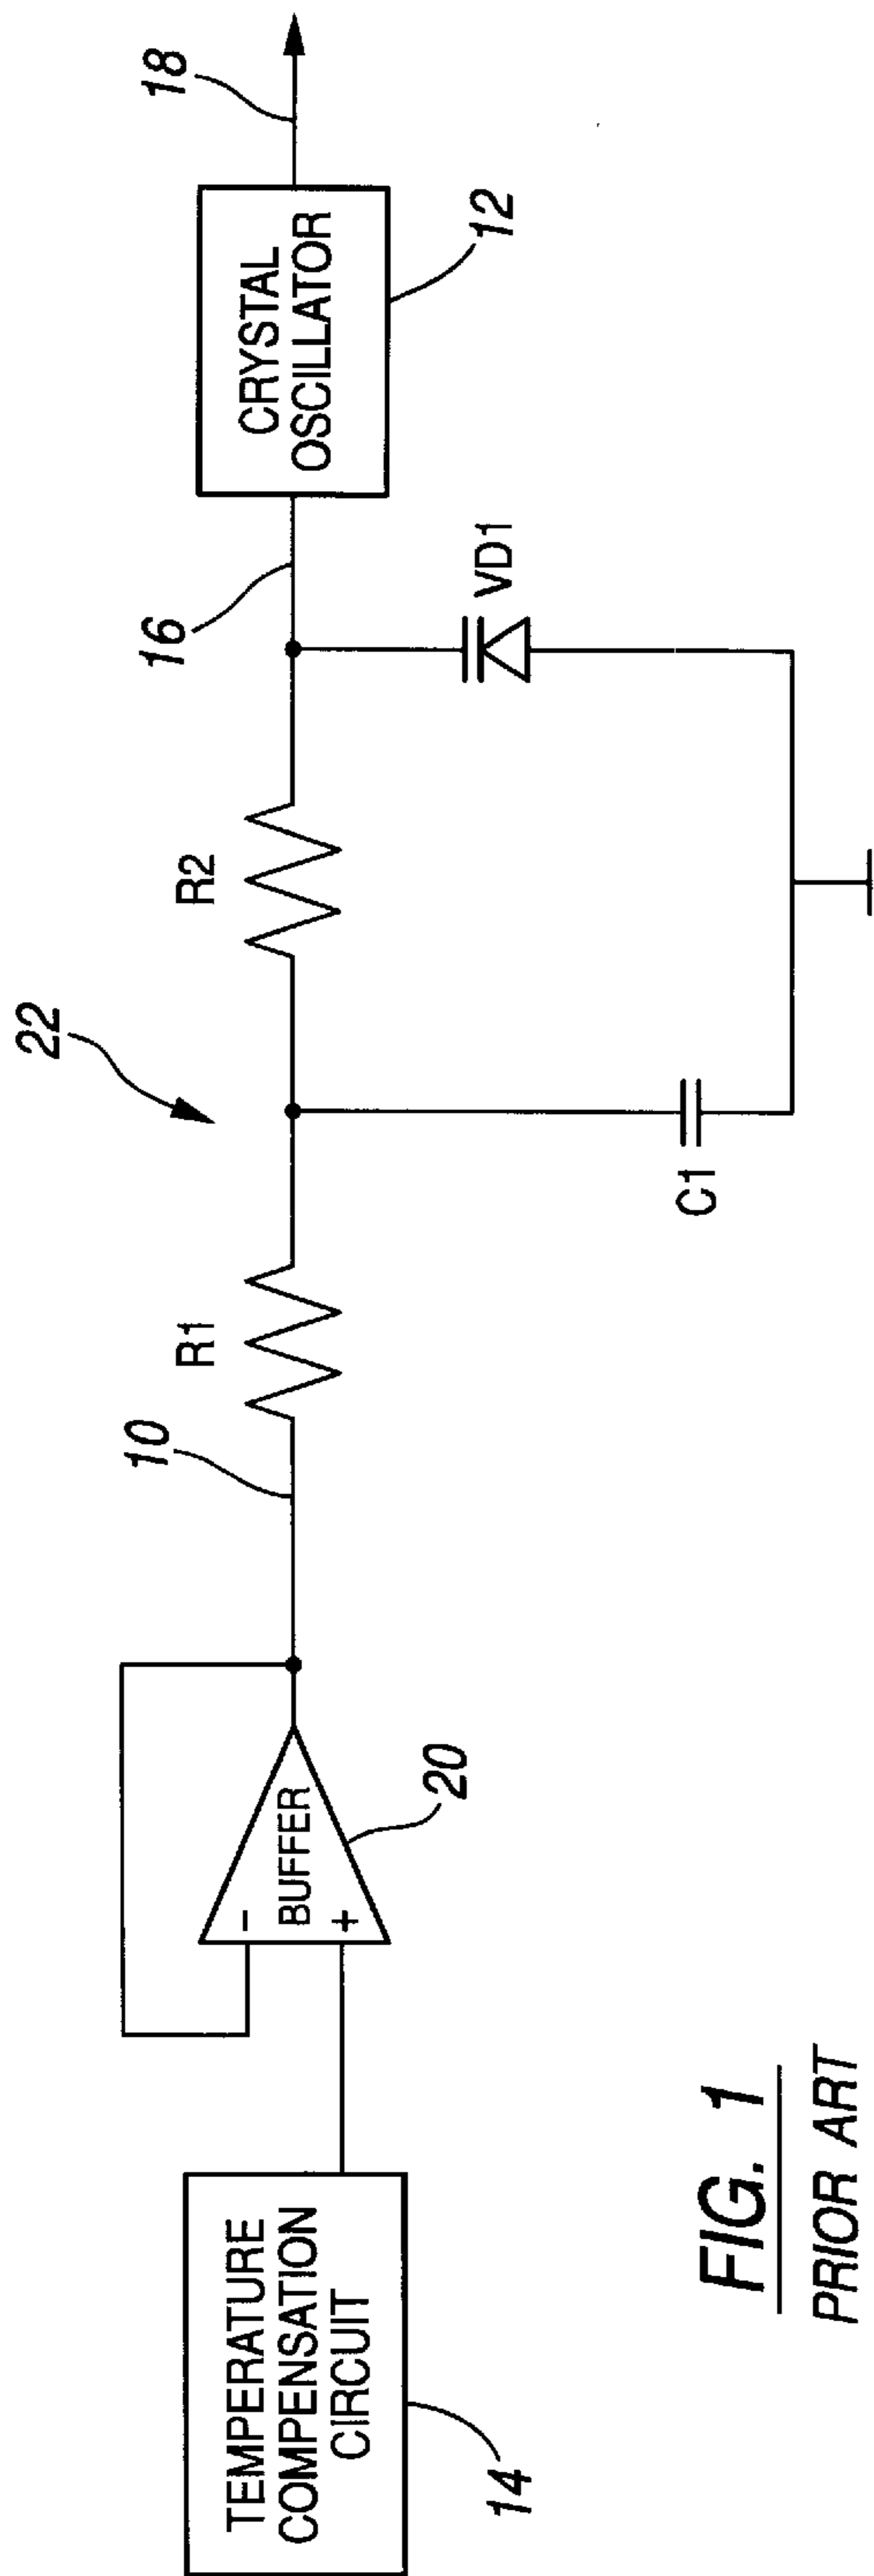 TEMPERATURE
COMPENSATION
CIRCUIT
14
-
BUFFER
+
20
10
R1
22
C1
R2
16
VD1
CRYSTAL
OSCILLATOR
12
18
FIG. 1
PRIOR ART